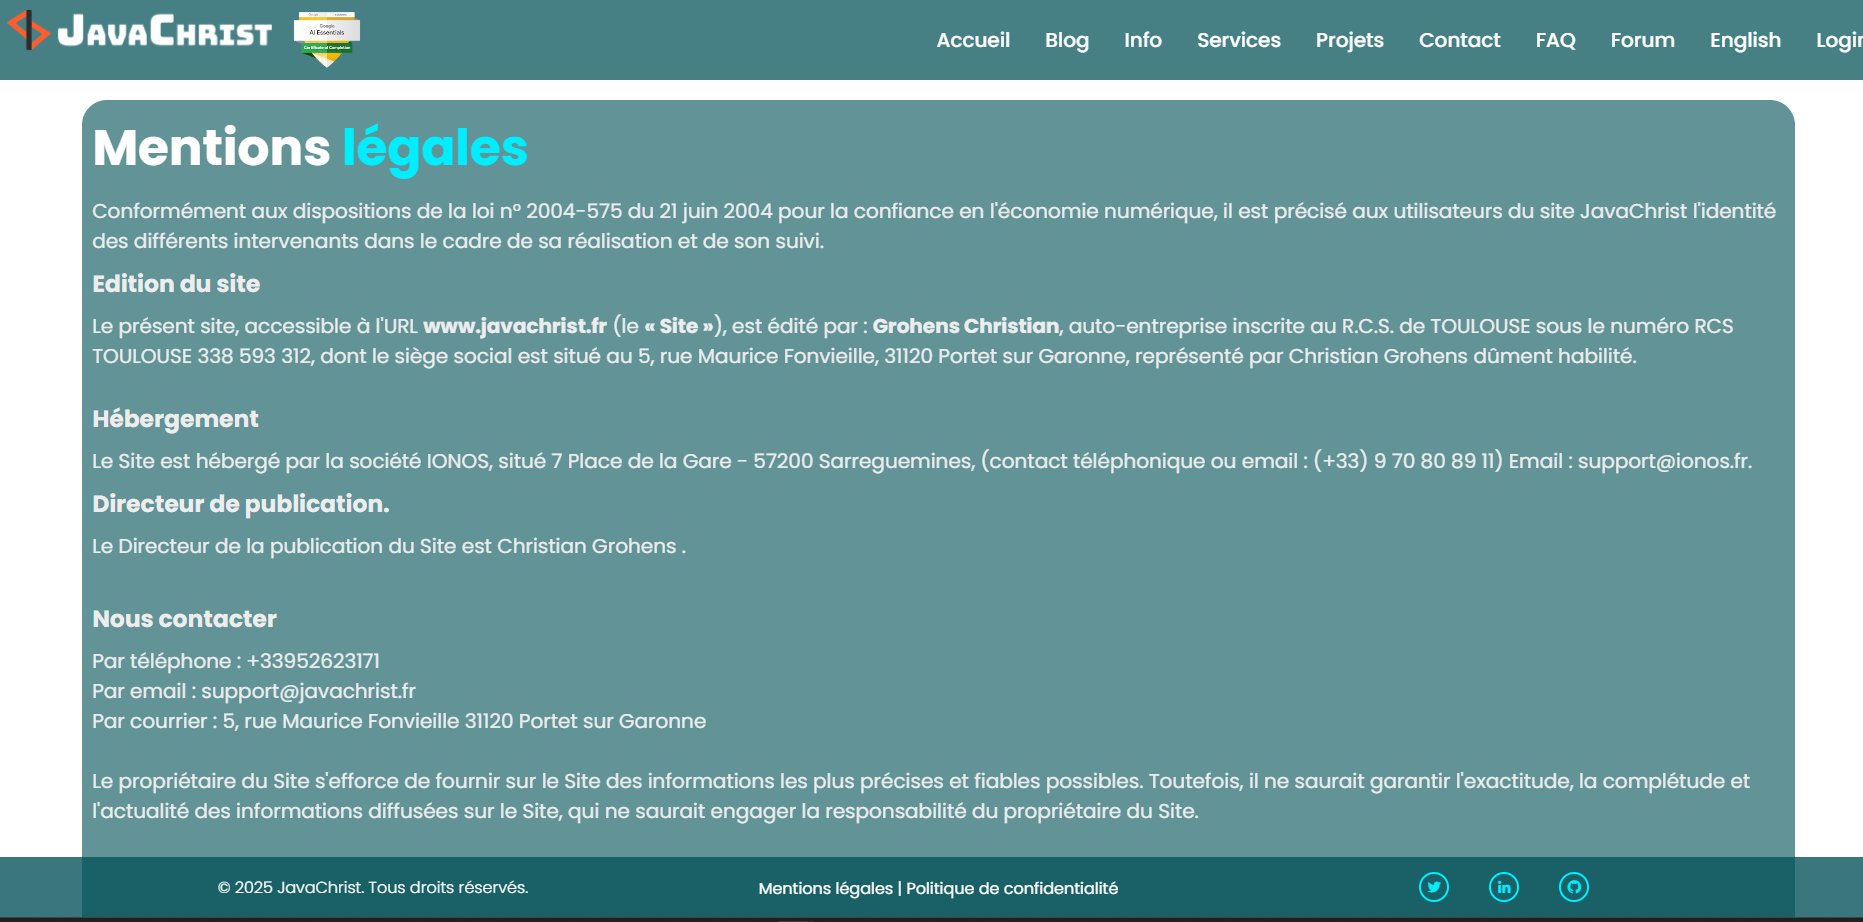 JavaChrist
Google
AI Essentials
Certificate of Completion
Accueil Blog Info Services Projets Contact FAQ Forum English Login
Mentions légales
Conformément aux dispositions de la loi n° 2004-575 du 21 juin 2004 pour la confiance en l'économie numérique, il est précisé aux utilisateurs du site JavaChrist l'identité
des différents intervenants dans le cadre de sa réalisation et de son suivi.
Edition du site
Le présent site, accessible à l'URL www.javachrist.fr (le « Site »), est édité par : Grohens Christian, auto-entreprise inscrite au R.C.S. de TOULOUSE sous le numéro RCS
TOULOUSE 338 593 312, dont le siège social est situé au 5, rue Maurice Fonvieille, 31120 Portet sur Garonne, représenté par Christian Grohens dûment habilité.
Hébergement
Le Site est hébergé par la société IONOS, situé 7 Place de la Gare - 57200 Sarreguemines, (contact téléphonique ou email : (+33) 9 70 80 89 11) Email : support@ionos.fr.
Directeur de publication.
Le Directeur de la publication du Site est Christian Grohens .
Nous contacter
Par téléphone : +33952623171
Par email : support@javachrist.fr
Par courrier : 5, rue Maurice Fonvieille 31120 Portet sur Garonne
Le propriétaire du Site s'efforce de fournir sur le Site des informations les plus précises et fiables possibles. Toutefois, il ne saurait garantir l'exactitude, la complétude et
l'actualité des informations diffusées sur le Site, qui ne saurait engager la responsabilité du propriétaire du Site.
© 2025 JavaChrist. Tous droits réservés.
Mentions légales | Politique de confidentialité